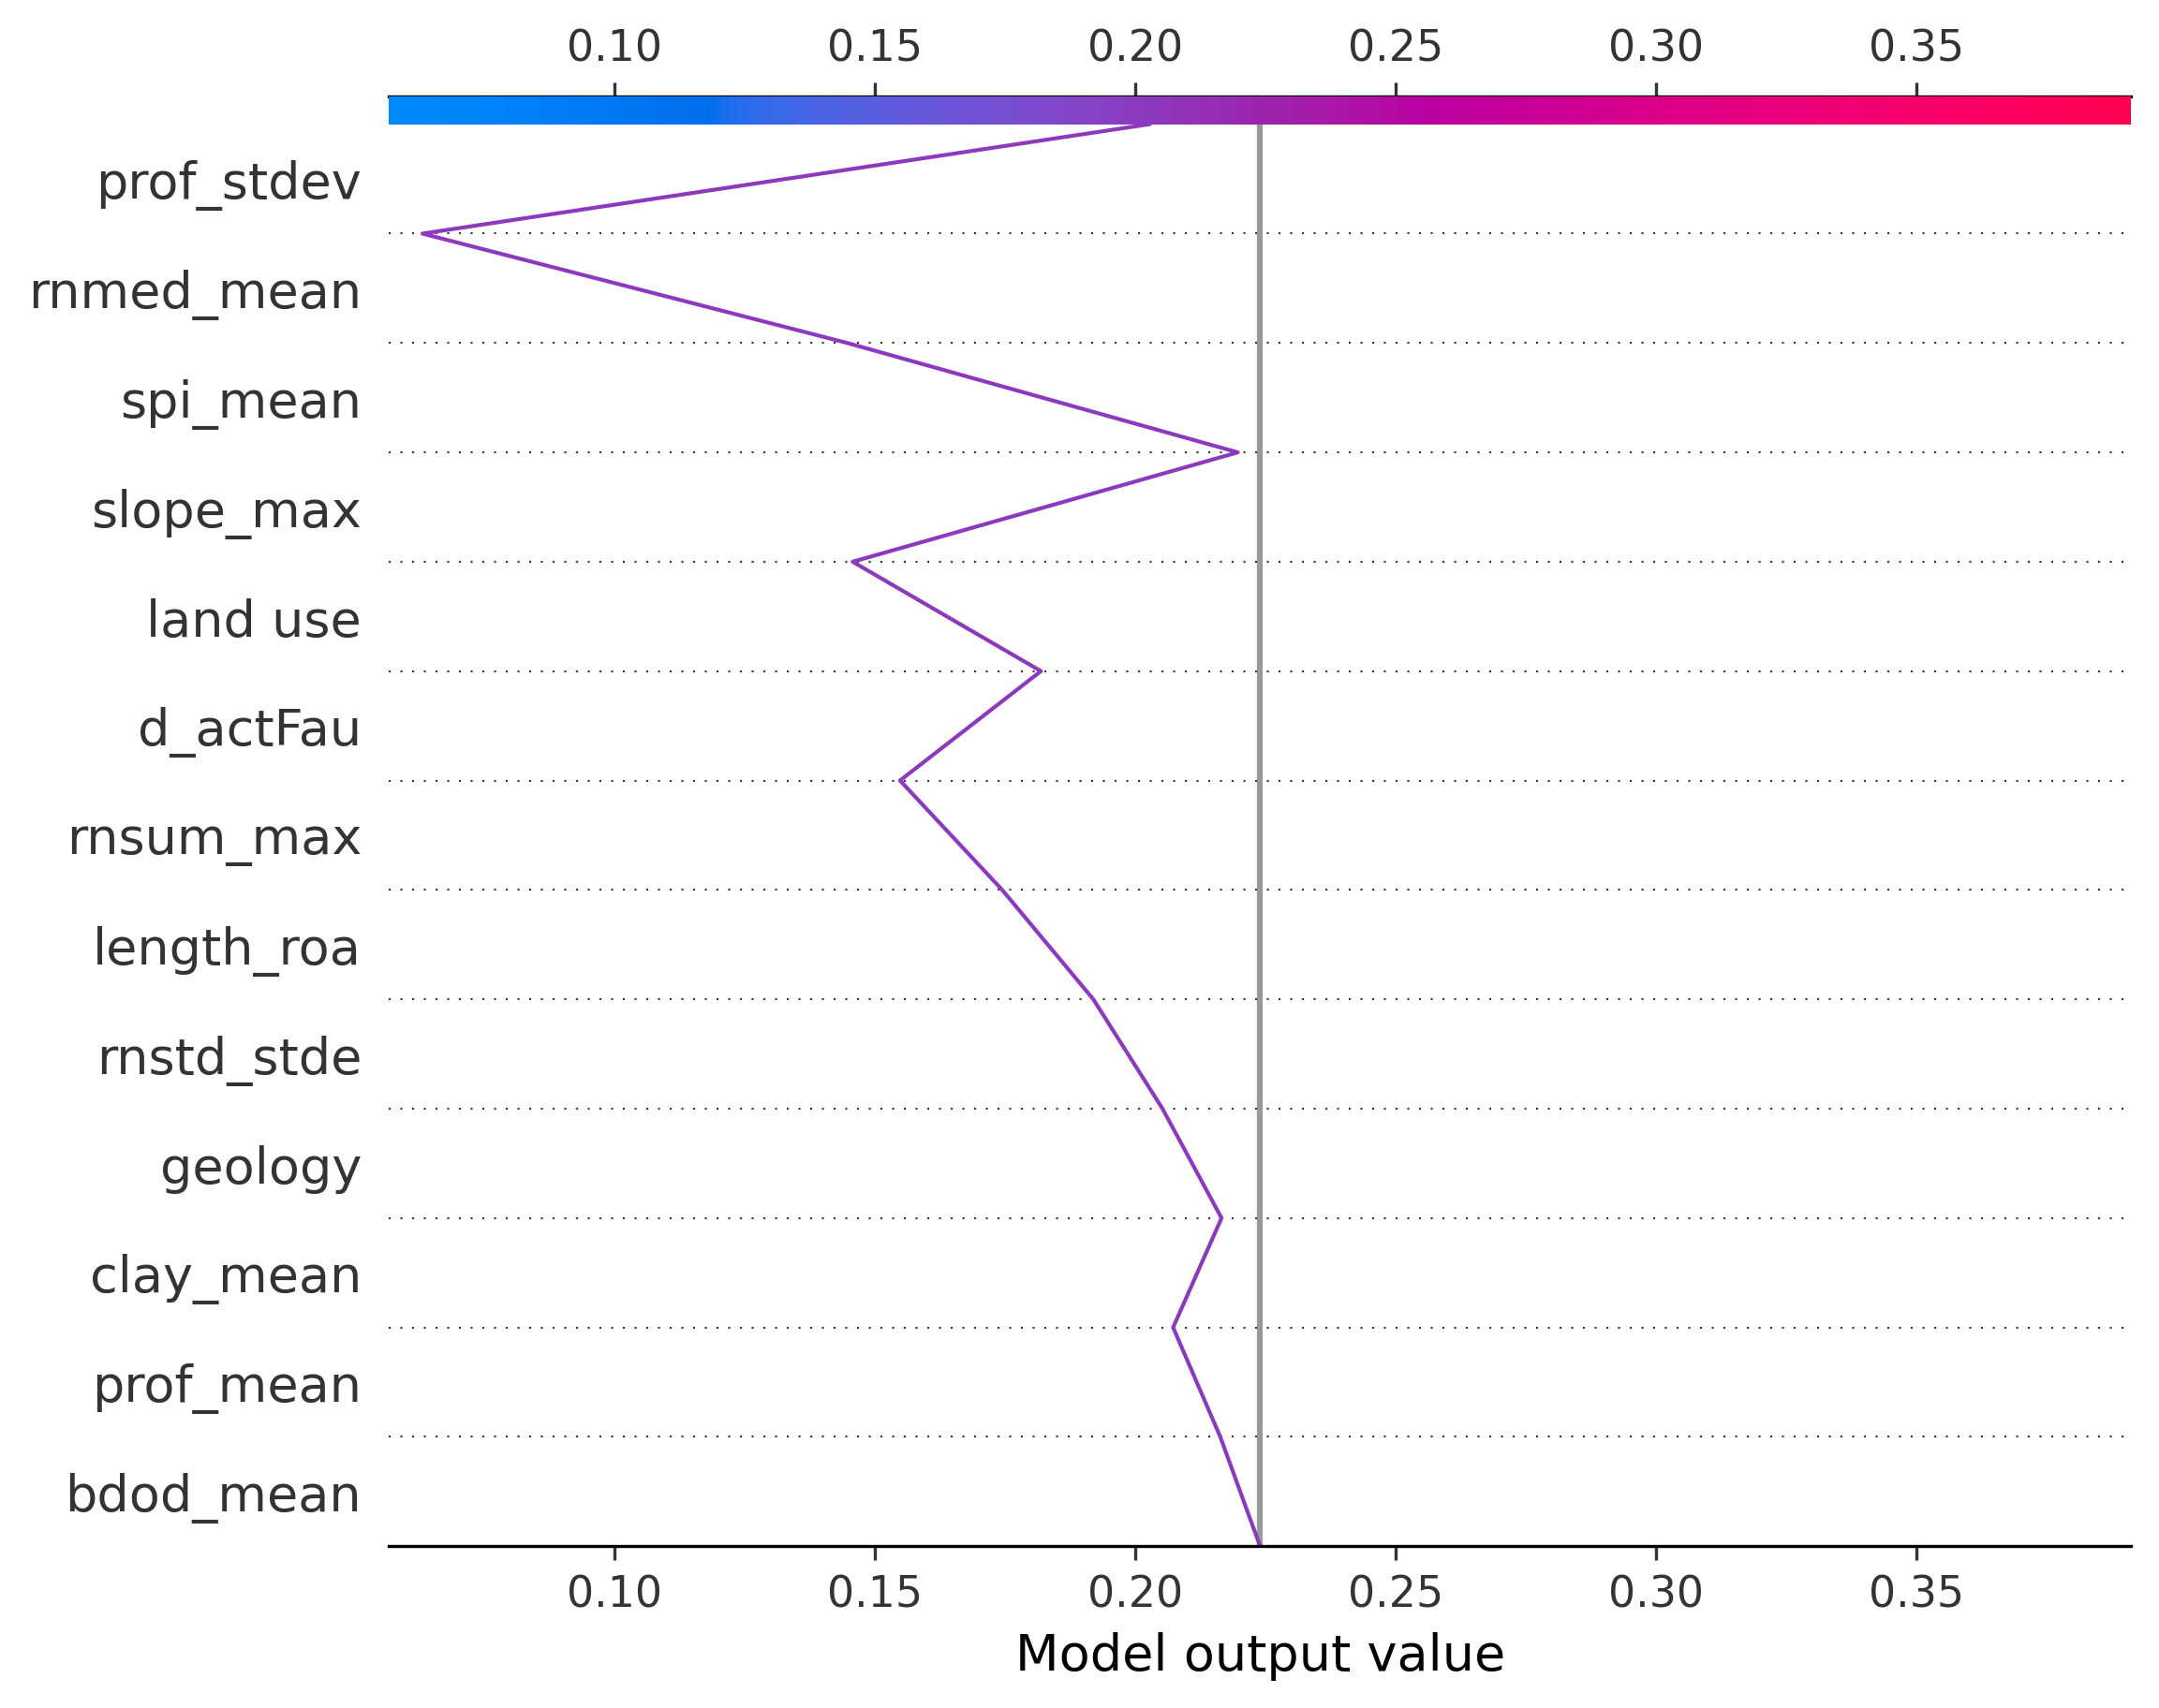 0.10 0.15 0.20 0.25 0.30 0.35
prof_stdev
rnmed_mean
spi_mean
slope_max
land use
d_actFau
rnsum_max
length_roa
rnstd_stde
geology
clay_mean
prof_mean
bdod_mean
0.10 0.15 0.20 0.25 0.30 0.35
Model output value